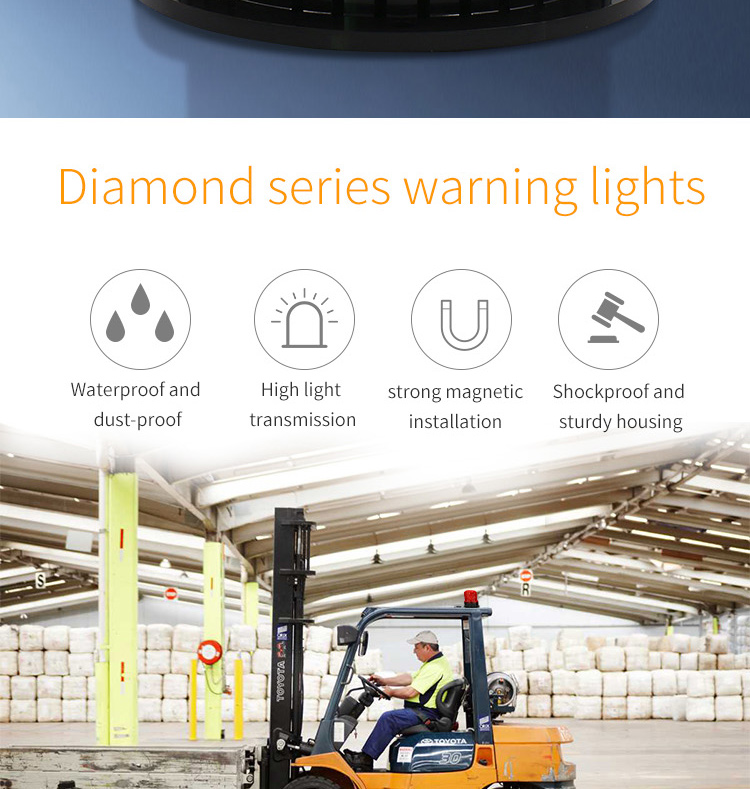 Diamond series warning lights
Waterproof and
dust-proof
High light
transmission
strong magnetic
installation
Shockproof and
sturdy housing
S
R
TOYOTA
TOYOTA
30